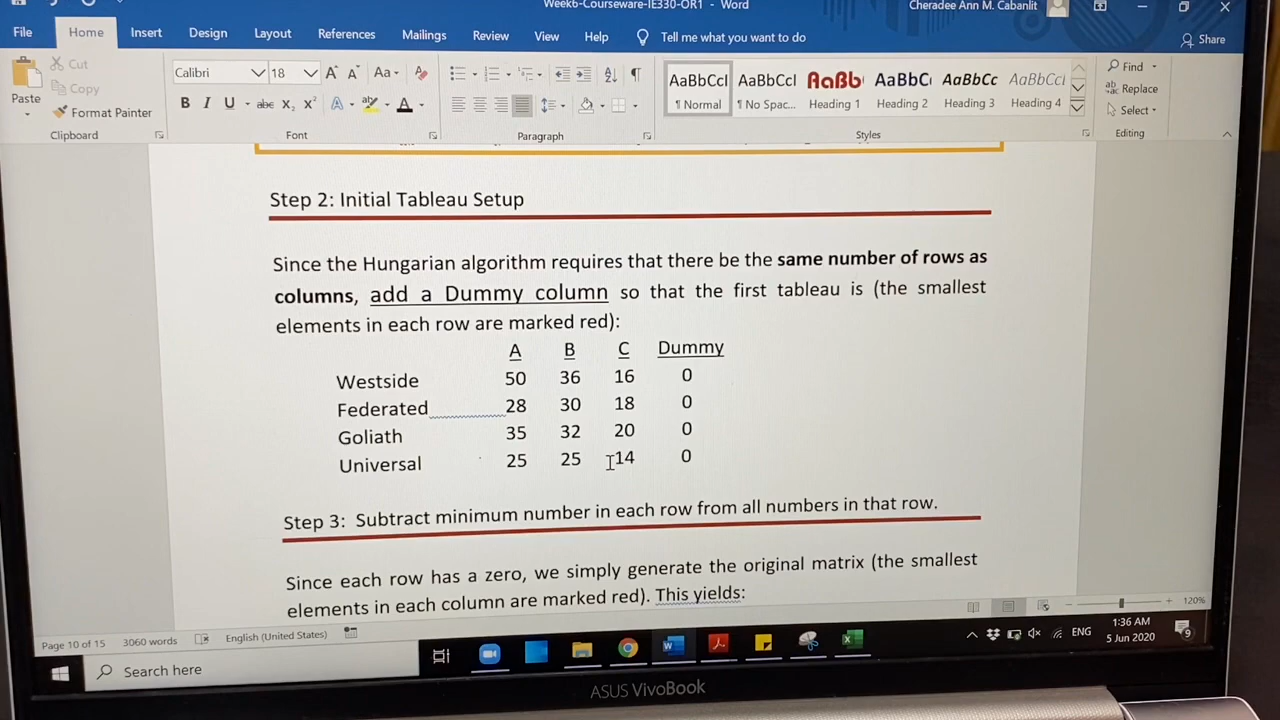 Week6-Courseware-IE330-OR1 - Word
Cheradee Ann M. Cabanlit
File Home Insert Design Layout References Mailings Review View Help Tell me what you want to do Share
Paste
Cut
Copy
Format Painter
Calibri 18
Aa
B I U abc X₂ X² A A
AaBbCcI AaBbCcI AaBb AaBbC AaBbCc AaBbCc
¶ Normal ¶ No Spac... Heading 1 Heading 2 Heading 3 Heading 4
Find
Replace
Select
Clipboard Font Paragraph Styles Editing
Step 2: Initial Tableau Setup
Since the Hungarian algorithm requires that there be the same number of rows as
columns, add a Dummy column so that the first tableau is (the smallest
elements in each row are marked red):
A B C Dummy
Westside 50 36 16 0
Federated 28 30 18 0
Goliath 35 32 20 0
Universal 25 25 14 0
Step 3: Subtract minimum number in each row from all numbers in that row.
Since each row has a zero, we simply generate the original matrix (the smallest
elements in each column are marked red). This yields:
Page 10 of 15 3060 words English (United States) 120%
Search here
ENG
1:36 AM
5 Jun 2020
9
ASUS VivoBook